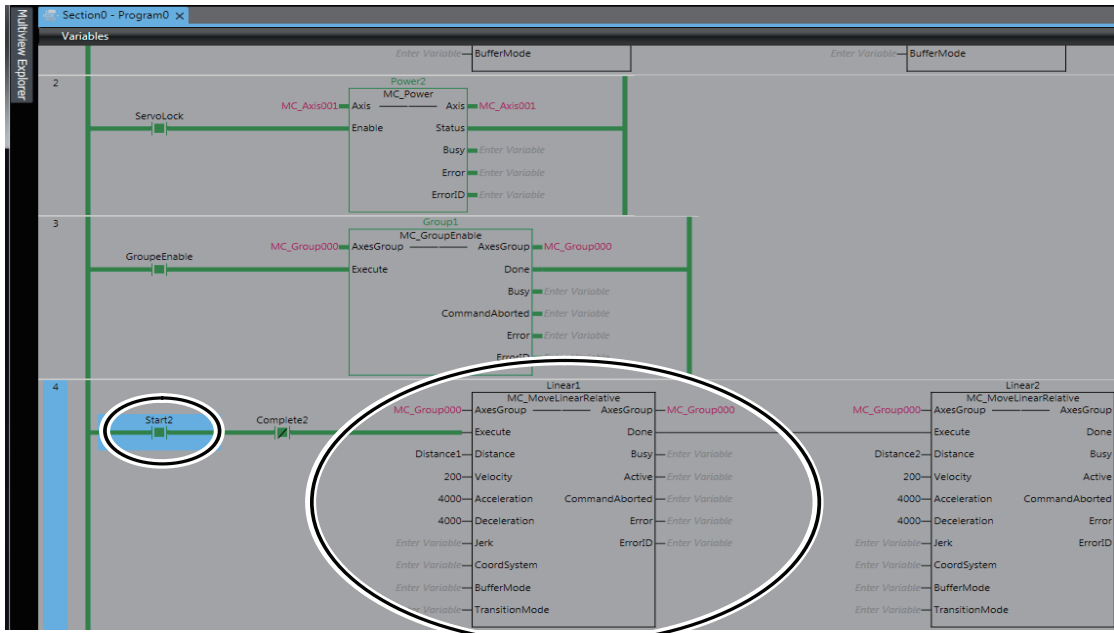 Multiview Explorer
Section0 - Program0 ×
Variables
Enter Variable BufferMode Enter Variable BufferMode
2
Power2
MC_Power
MC_Axis001 Axis Axis MC_Axis001
ServoLock
Enable Status
Busy Enter Variable
Error Enter Variable
ErrorID Enter Variable
3
Group1
MC_GroupEnable
MC_Group000 AxesGroup AxesGroup MC_Group000
GroupeEnable
Execute Done
Busy Enter Variable
CommandAborted Enter Variable
Error Enter Variable
ErrorID
4
Linear1 Linear2
MC_MoveLinearRelative MC_MoveLinearRelative
MC_Group000 AxesGroup AxesGroup MC_Group000 MC_Group000 AxesGroup AxesGroup
Start2 Complete2
Execute Done Execute Done
Distance1 Distance Busy Enter Variable Distance2 Distance Busy
200 Velocity Active Enter Variable 200 Velocity Active
4000 Acceleration CommandAborted Enter Variable 4000 Acceleration CommandAborted
4000 Deceleration Error Enter Variable 4000 Deceleration Error
Enter Variable Jerk ErrorID Enter Variable Enter Variable Jerk ErrorID
Enter Variable CoordSystem Enter Variable CoordSystem
Enter Variable BufferMode Enter Variable BufferMode
Variable TransitionMode Enter Variable TransitionMode